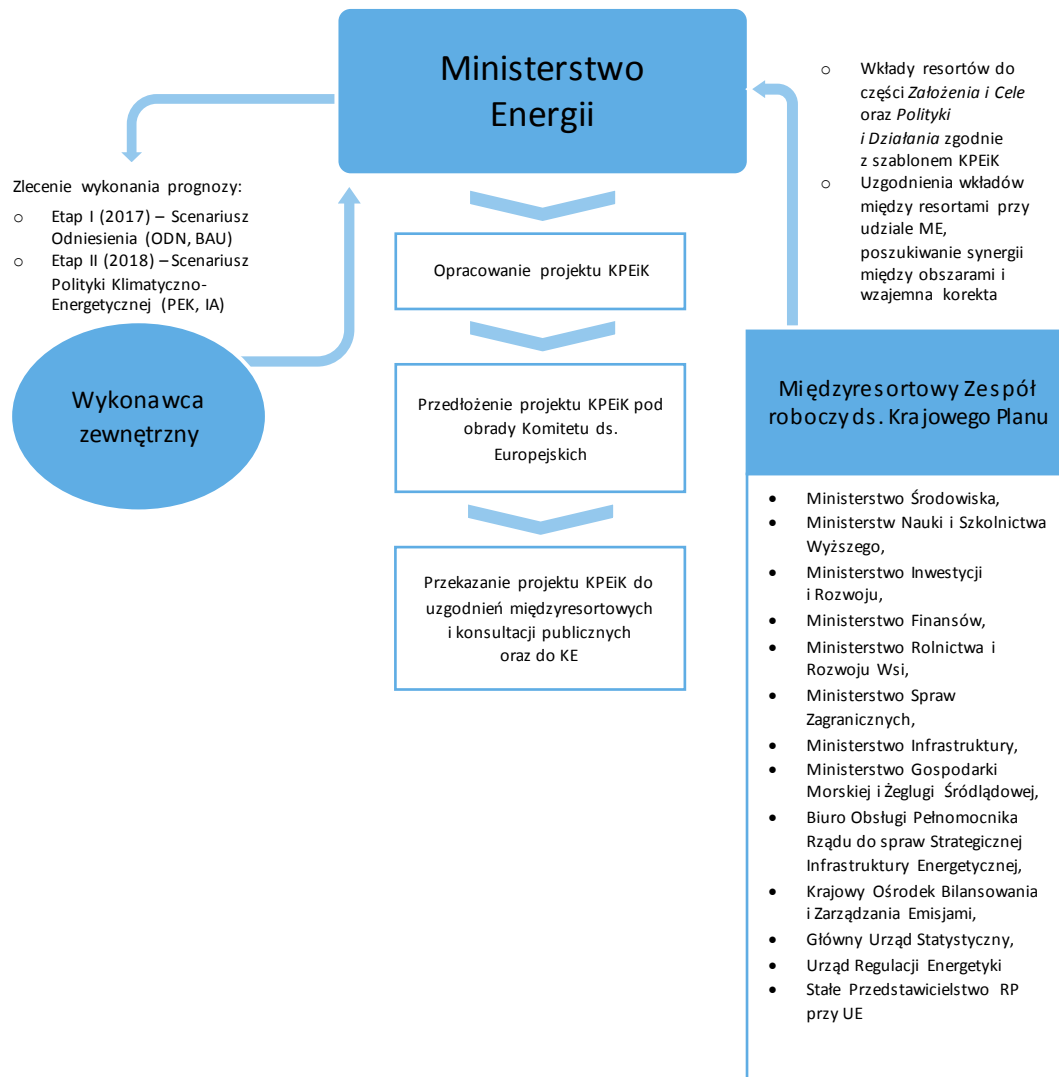 Ministerstwo
Energii
Zlecenie wykonania prognozy:
o Etap I (2017) – Scenariusz
Odniesienia (ODN, BAU)
o Etap II (2018) – Scenariusz
Polityki Klimatyczno-
Energetycznej (PEK, IA)
Wykonawca
zewnętrzny
Opracowanie projektu KPEiK
Przedłożenie projektu KPEiK pod
obrady Komitetu ds.
Europejskich
Przekazanie projektu KPEiK do
uzgodnień międzyresortowych
i konsultacji publicznych
oraz do KE
o Wkłady resortów do
części Założenia i Cele
oraz Polityki
i Działania zgodnie
z szablonem KPEiK
o Uzgodnienia wkładów
między resortami przy
udziale ME,
poszukiwanie synergii
między obszarami i
wzajemna korekta
Międzyresortowy Zespół
roboczy ds. Krajowego Planu
• Ministerstwo Środowiska,
• Ministerstw Nauki i Szkolnictwa
Wyższego,
• Ministerstwo Inwestycji
i Rozwoju,
• Ministerstwo Finansów,
• Ministerstwo Rolnictwa i
Rozwoju Wsi,
• Ministerstwo Spraw
Zagranicznych,
• Ministerstwo Infrastruktury,
• Ministerstwo Gospodarki
Morskiej i Żeglugi Śródlądowej,
• Biuro Obsługi Pełnomocnika
Rządu do spraw Strategicznej
Infrastruktury Energetycznej,
• Krajowy Ośrodek Bilansowania
i Zarządzania Emisjami,
• Główny Urząd Statystyczny,
• Urząd Regulacji Energetyki
• Stałe Przedstawicielstwo RP
przy UE